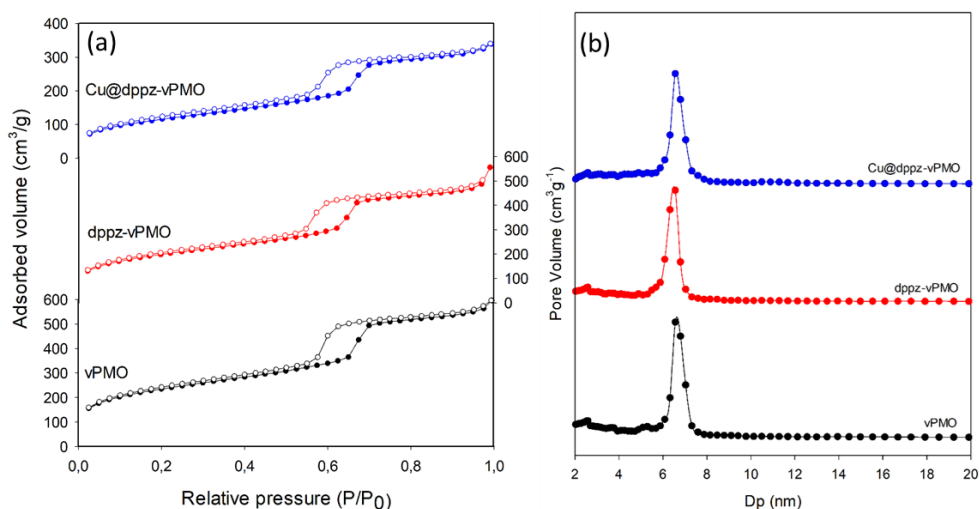 (a)
400
300
200
100
0
Cu@dppz-vPMO
600
500
400
300
200
100
0
dppz-vPMO
600
500
400
300
200
100
0
vPMO
Adsorbed volume (cm³/g)
0,0 0,2 0,4 0,6 0,8 1,0
Relative pressure (P/P₀)
(b)
Cu@dppz-vPMO
dppz-vPMO
vPMO
Pore Volume (cm³g⁻¹)
2 4 6 8 10 12 14 16 18 20
Dp (nm)